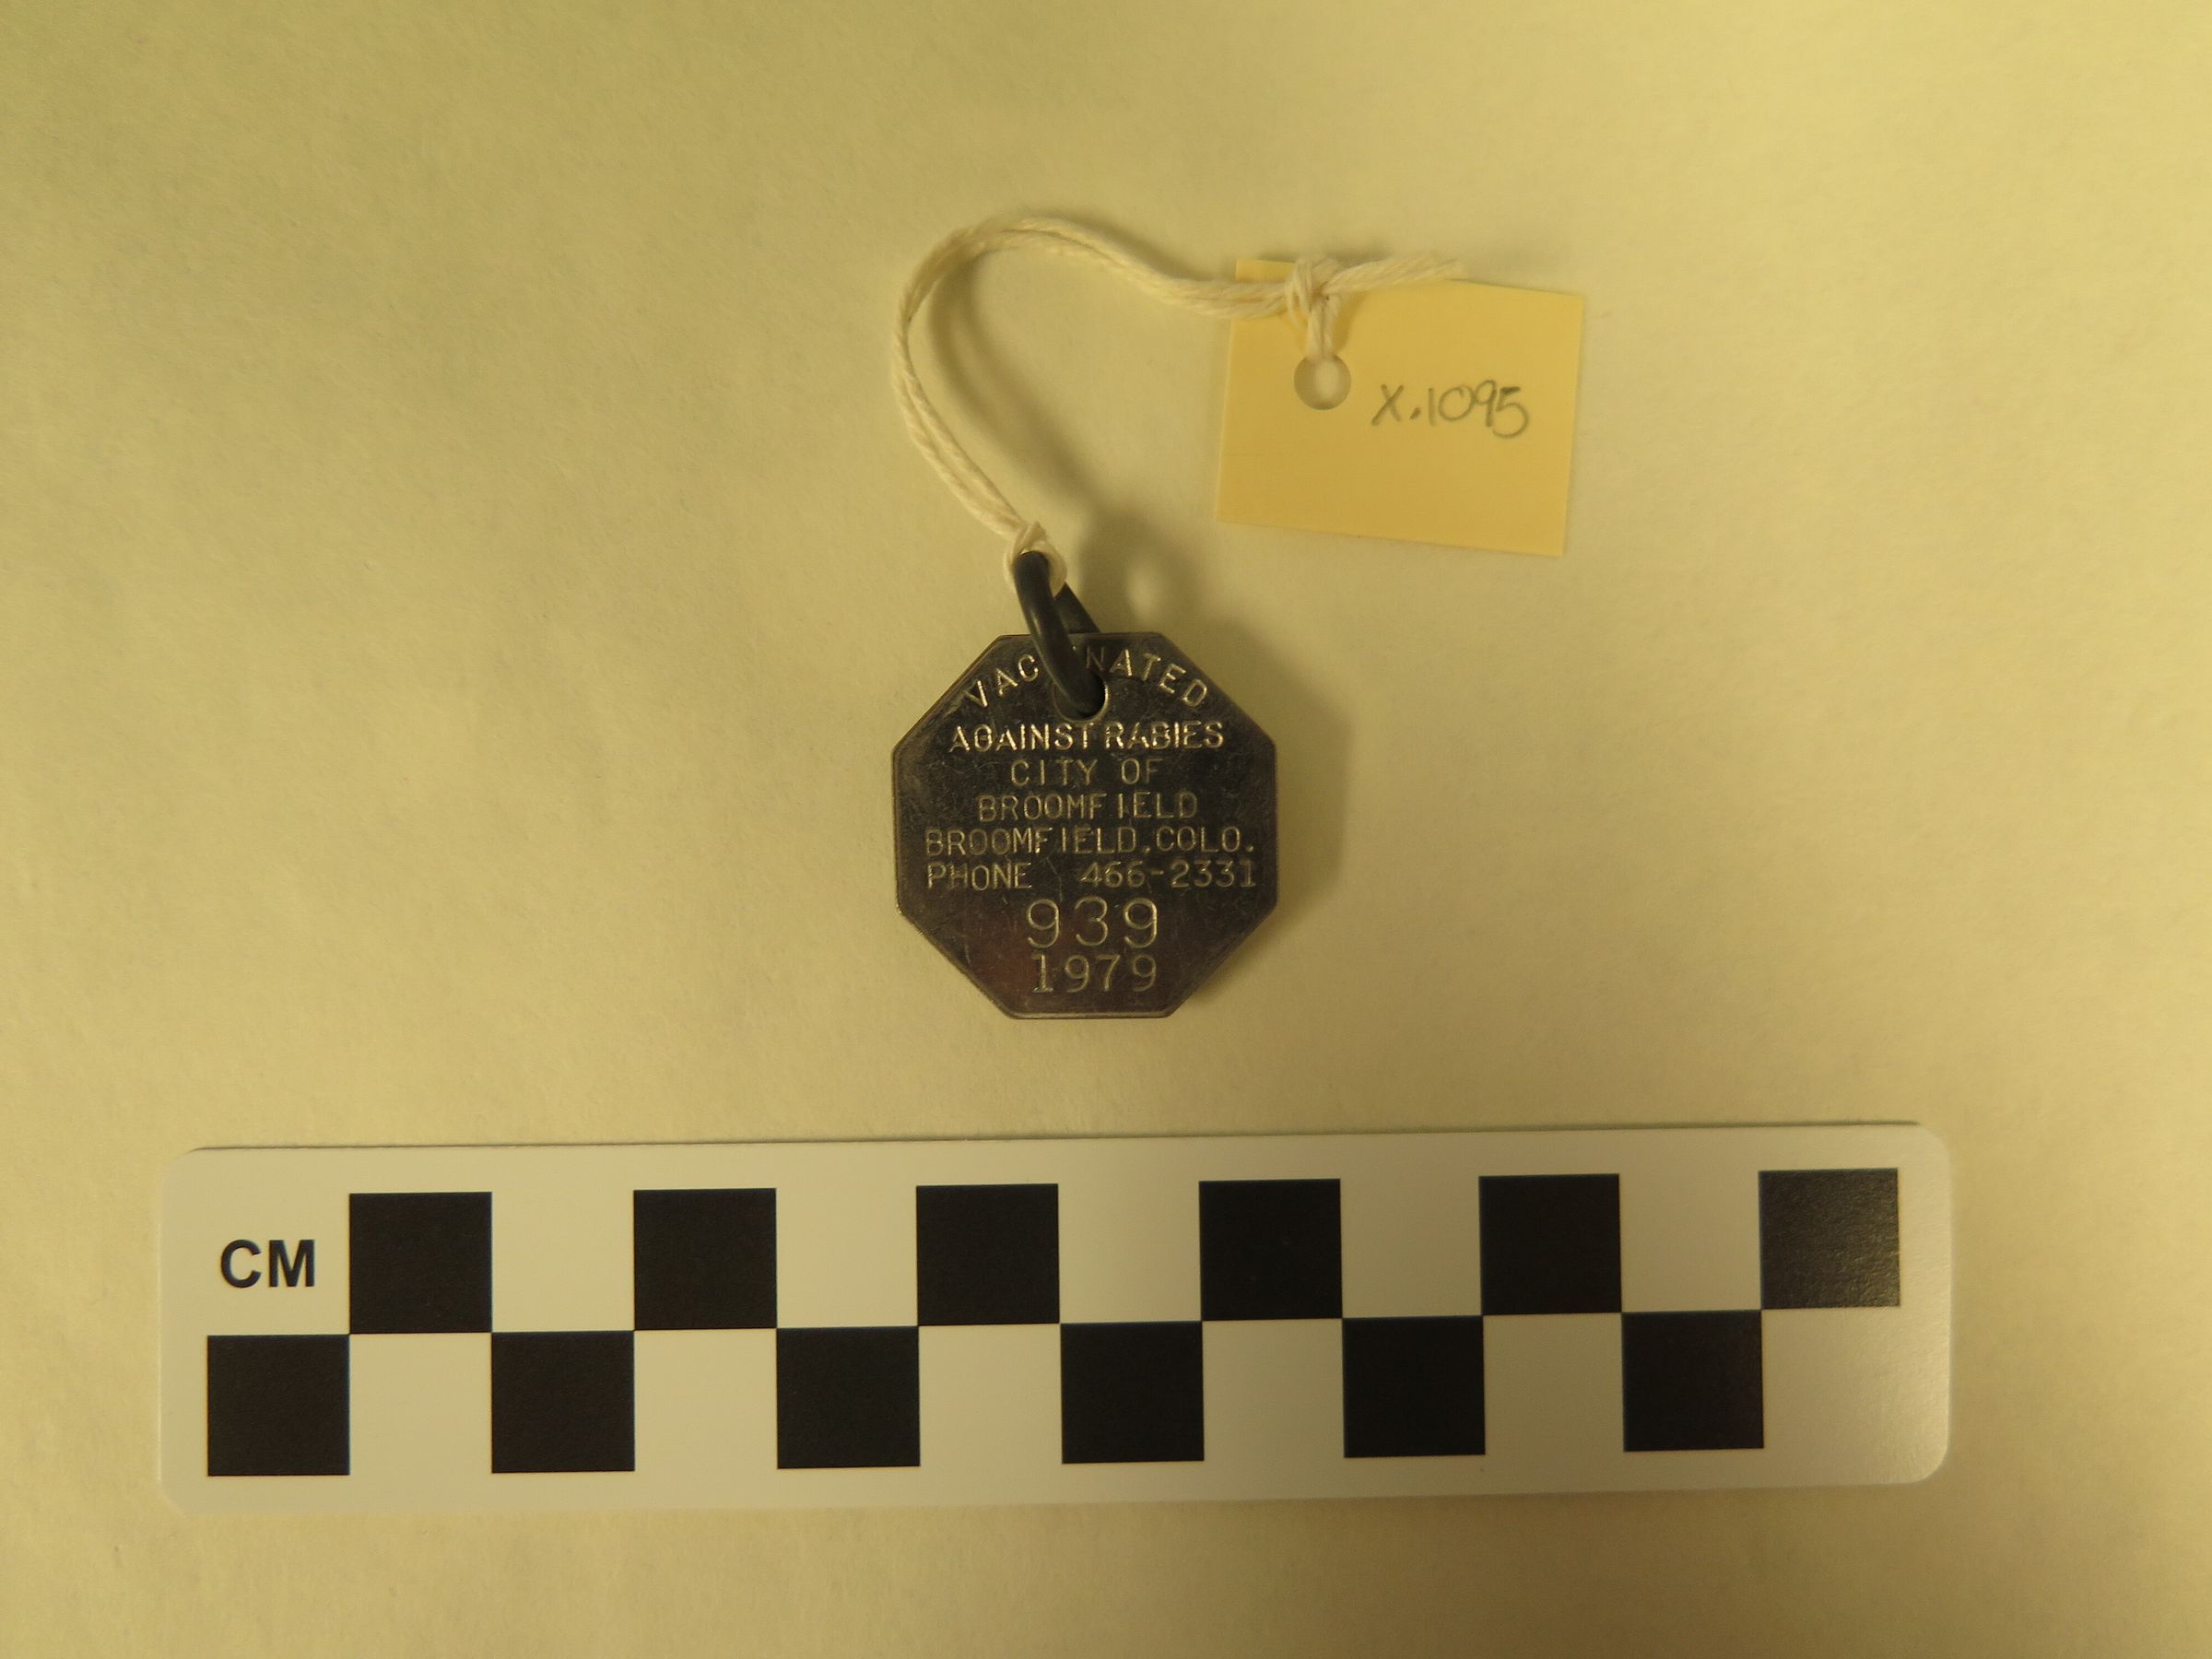 X.1095
VAC NATED
AGAINST RABIES
CITY OF
BROOMFIELD
BROOMFIELD.COLO.
PHONE 466-2331
939
1979
CM